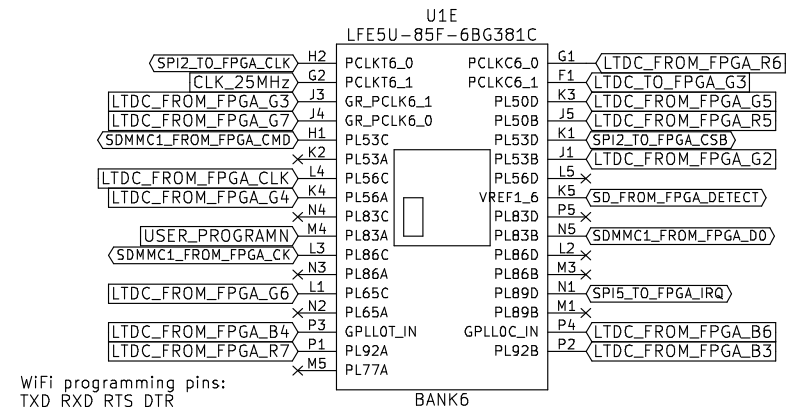 U1E
LFE5U-85F-6BG381C
SPI2_TO_FPGA_CLK H2 PCLKT6_0 PCLKC6_0 G1 LTDC_FROM_FPGA_R6
CLK_25MHz G2 PCLKT6_1 PCLKC6_1 F1 LTDC_TO_FPGA_G3
LTDC_FROM_FPGA_G3 J3 GR_PCLK6_1 PL50D K3 LTDC_FROM_FPGA_G5
LTDC_FROM_FPGA_G7 J4 GR_PCLK6_0 PL50B J5 LTDC_FROM_FPGA_R5
SDMMC1_FROM_FPGA_CMD H1 PL53C PL53D K1 SPI2_TO_FPGA_CSB
K2 PL53A PL53B J1 LTDC_FROM_FPGA_G2
LTDC_FROM_FPGA_CLK L4 PL56C PL56D L5
LTDC_FROM_FPGA_G4 K4 PL56A VREF1_6 K5 SD_FROM_FPGA_DETECT
N4 PL83C PL83D P5
USER_PROGRAMN M4 PL83A PL83B N5 SDMMC1_FROM_FPGA_D0
SDMMC1_FROM_FPGA_CK L3 PL86C PL86D L2
N3 PL86A PL86B M3
LTDC_FROM_FPGA_G6 L1 PL65C PL89D N1 SPI5_TO_FPGA_IRQ
N2 PL65A PL89B M1
LTDC_FROM_FPGA_B4 P3 GPLL0T_IN GPLL0C_IN P4 LTDC_FROM_FPGA_B6
LTDC_FROM_FPGA_R7 P1 PL92A PL92B P2 LTDC_FROM_FPGA_B3
M5 PL77A
WiFi programming pins:
TXD RXD RTS DTR
BANK6